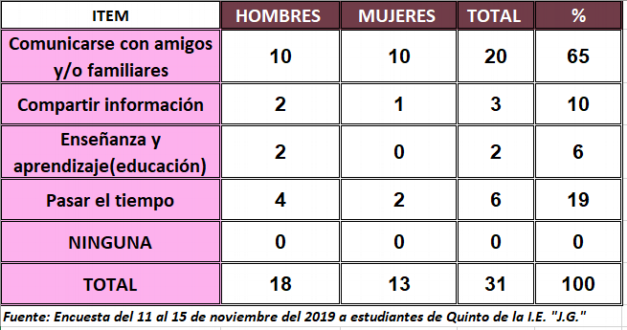 ITEM HOMBRES MUJERES TOTAL %
Comunicarse con amigos
y/o familiares 10 10 20 65
Compartir información 2 1 3 10
Enseñanza y
aprendizaje(educación) 2 0 2 6
Pasar el tiempo 4 2 6 19
NINGUNA 0 0 0 0
TOTAL 18 13 31 100
Fuente: Encuesta del 11 al 15 de noviembre del 2019 a estudiantes de Quinto de la I.E. "J.G."